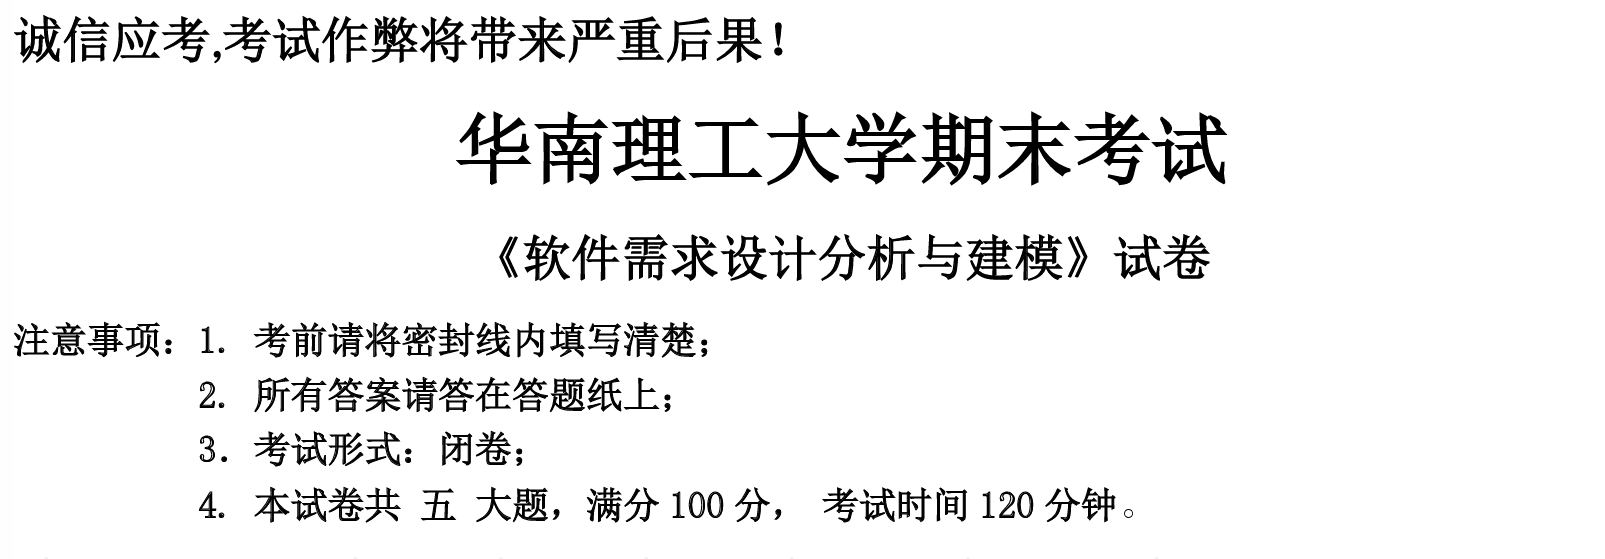 诚信应考,考试作弊将带来严重后果！
华南理工大学期末考试
《软件需求设计分析与建模》试卷
注意事项：1. 考前请将密封线内填写清楚；
2. 所有答案请答在答题纸上；
3．考试形式：闭卷；
4. 本试卷共 五 大题，满分 100 分， 考试时间 120 分钟。